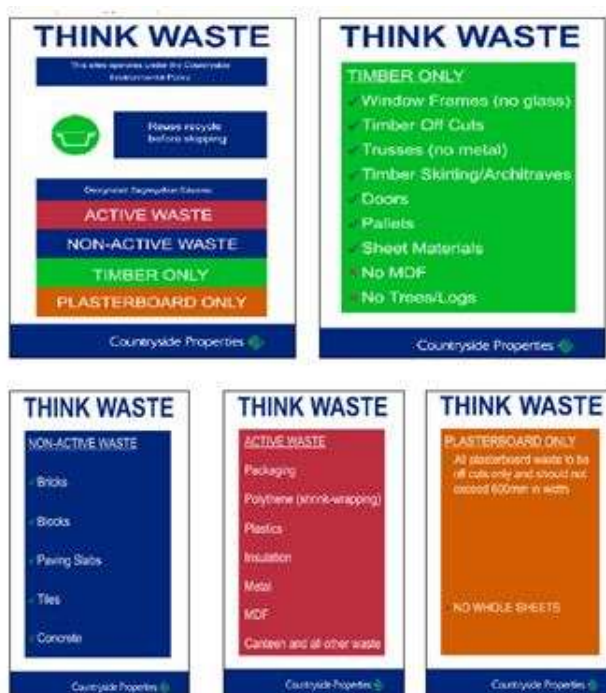 THINK WASTE
This site operates under the Countryside
Environmental Policy
Reuse recycle
before skipping
Designated Segregation Scheme
ACTIVE WASTE
NON-ACTIVE WASTE
TIMBER ONLY
PLASTERBOARD ONLY
Countryside Properties
THINK WASTE
TIMBER ONLY
Window Frames (no glass)
Timber Off Cuts
Trusses (no metal)
Timber Skirting/Architraves
Doors
Pallets
Sheet Materials
No MDF
No Trees/Logs
Countryside Properties
THINK WASTE
NON-ACTIVE WASTE
Bricks
Blocks
Paving Slabs
Tiles
Concrete
Countryside Properties
THINK WASTE
ACTIVE WASTE
Packaging
Polythene (shrink-wrapping)
Plastics
Insulation
Metal
MDF
Canteen and all other waste
Countryside Properties
THINK WASTE
PLASTERBOARD ONLY
All plasterboard waste to be
off cuts only and should not
exceed 600mm in width
NO WHOLE SHEETS
Countryside Properties